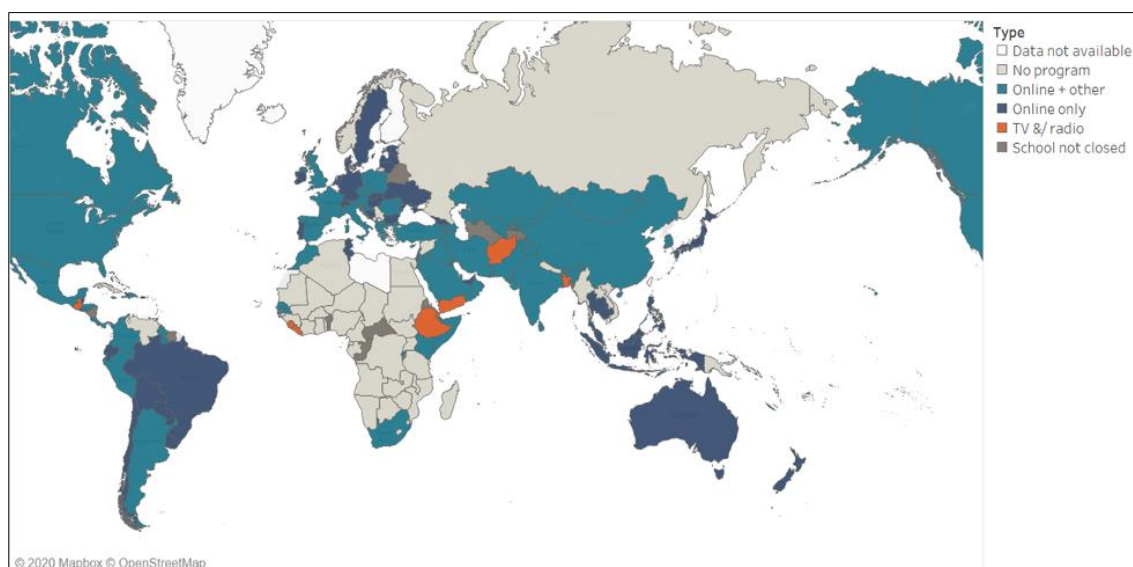 Type
Data not available
No program
Online + other
Online only
TV &/ radio
School not closed
© 2020 Mapbox © OpenStreetMap